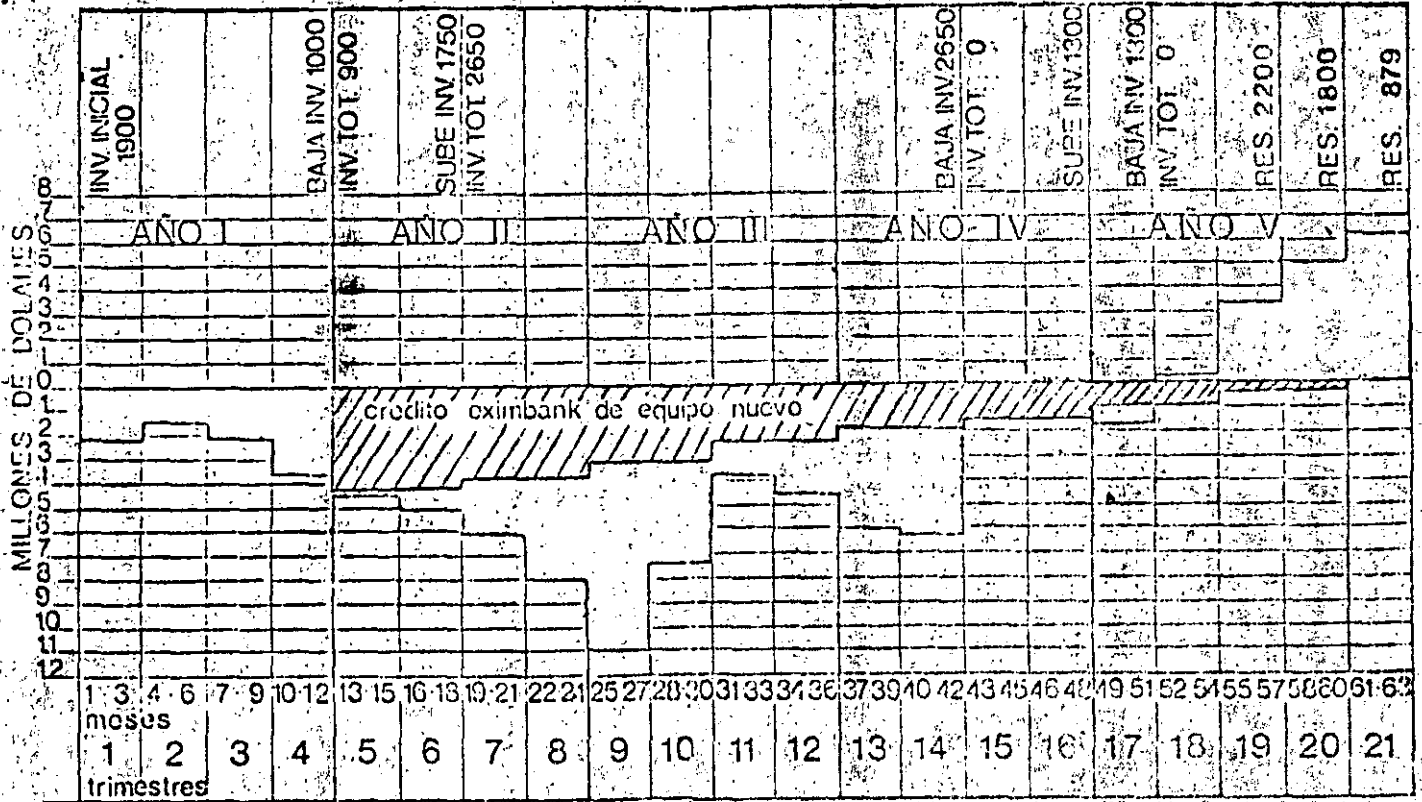 INV. INICIAL
1900
BAJA INV. 1000
INV. TOT. 900
SUBE INV 1750
INV TOT. 2650
BAJA INV.2650
INV. TOT. 0
SUBE INV.1300
BAJA INV 1300
INV. TOT. 0
RES. 2200
RES. 1800
RES. 879
MILLONES DE DOLARES
8
7
6
5
4
3
2
1
0
1
2
3
4
5
6
7
8
9
10
11
12
AÑO I AÑO II AÑO III AÑO IV AÑO V
credito eximbank de equipo nuevo
1·3 4·6 7·9 10·12 13 15 16·18 19·21 22 24 25 27 28·30 31 33 34·36 37 39 40 42 43 45 46 48 49 51 52 54 55 57 58 60 61·63
meses
1 2 3 4 5 6 7 8 9 10 11 12 13 14 15 16 17 18 19 20 21
trimestres